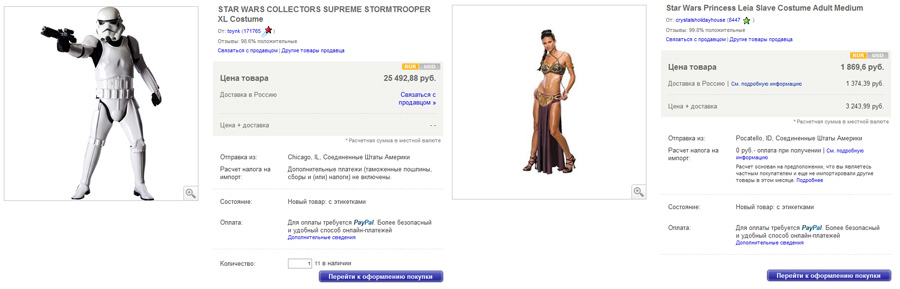 STAR WARS COLLECTORS SUPREME STORMTROOPER
XL Costume
От: toynk (171765)
Отзывы: 98.6% положительные
Связаться с продавцом | Другие товары продавца
RUR USD
Цена товара 25 492,88 руб.
Доставка в Россию Связаться с
продавцом »
Цена + доставка --
* Расчетная сумма в местной валюте
Отправка из: Chicago, IL, Соединенные Штаты Америки
Расчет налога на
импорт: Дополнительные платежи (таможенные пошлины,
сборы и (или) налоги) не включены.
Состояние: Новый товар: с этикетками
Оплата: Для оплаты требуется PayPal. Более безопасный
и удобный способ онлайн-платежей
Дополнительные сведения
Количество: 1 11 в наличии
Перейти к оформлению покупки
Star Wars Princess Leia Slave Costume Adult Medium
От: crystalsholidayhouse (8447)
Отзывы: 99.8% положительные
Связаться с продавцом | Другие товары продавца
RUR USD
Цена товара 1 869,6 руб.
Доставка в Россию | См. подробную информацию 1 374,39 руб.
Цена + доставка 3 243,99 руб.
* Расчетная сумма в местной валюте
Отправка из: Pocatello, ID, Соединенные Штаты Америки
Расчет налога на
импорт: 0 руб. - оплата при получении | См. подробную
информацию
Расчет основан на предположении, что вы являетесь
частным покупателем и еще не импортировали другие
товары в этом месяце. Подробнее
Состояние: Новый товар: с этикетками
Оплата: Для оплаты требуется PayPal. Более безопасный
и удобный способ онлайн-платежей
Дополнительные сведения
Перейти к оформлению покупки